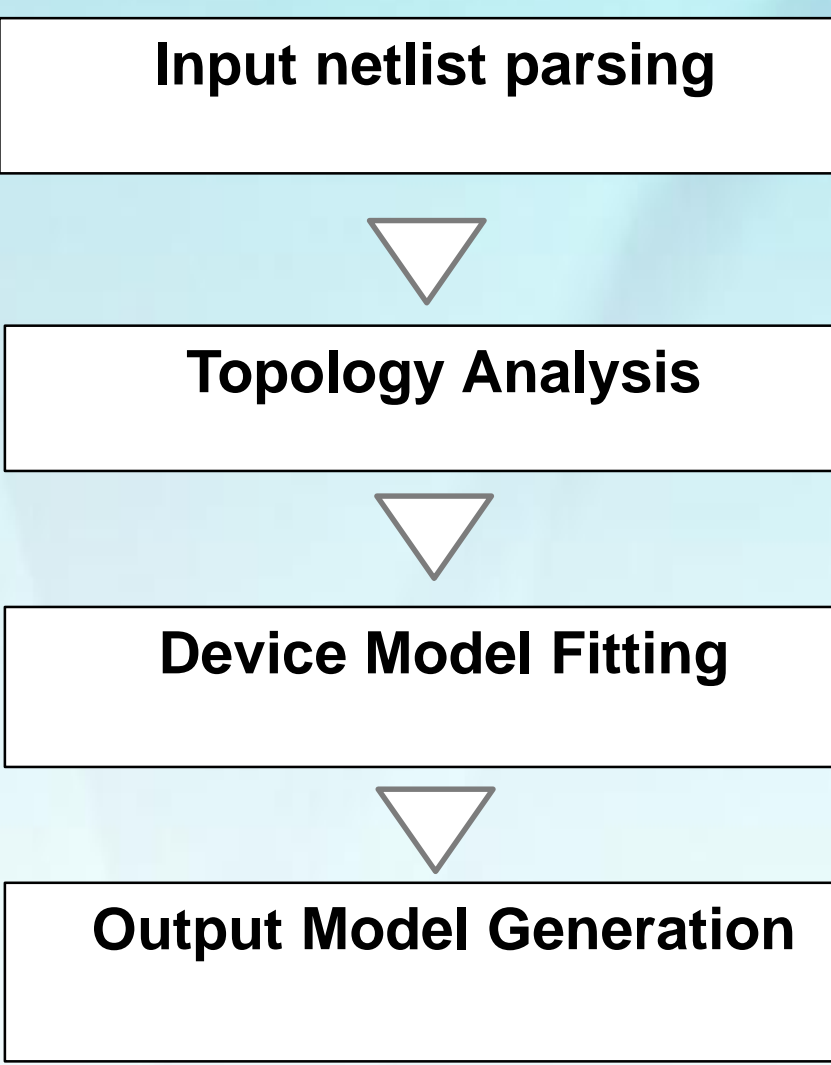 Input netlist parsing
Topology Analysis
Device Model Fitting
Output Model Generation